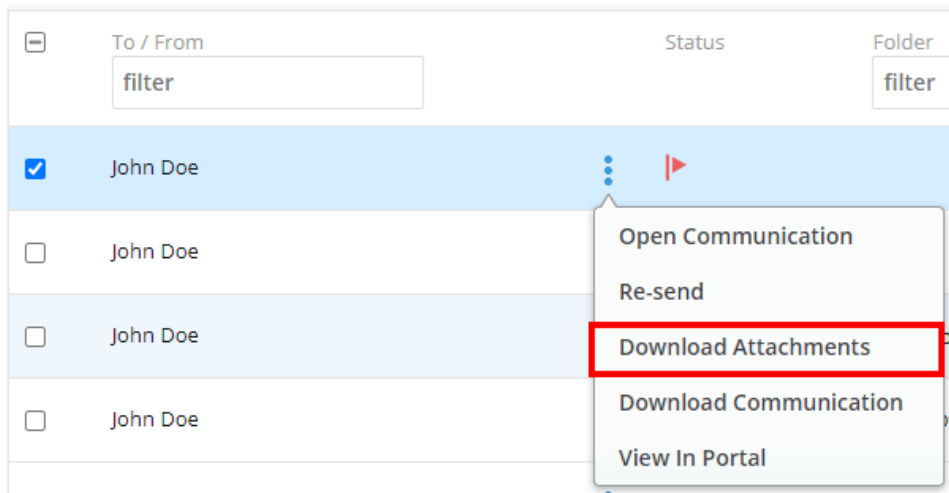 To / From Status Folder
filter filter
John Doe
John Doe
John Doe
John Doe
Open Communication
Re-send
Download Attachments
Download Communication
View In Portal